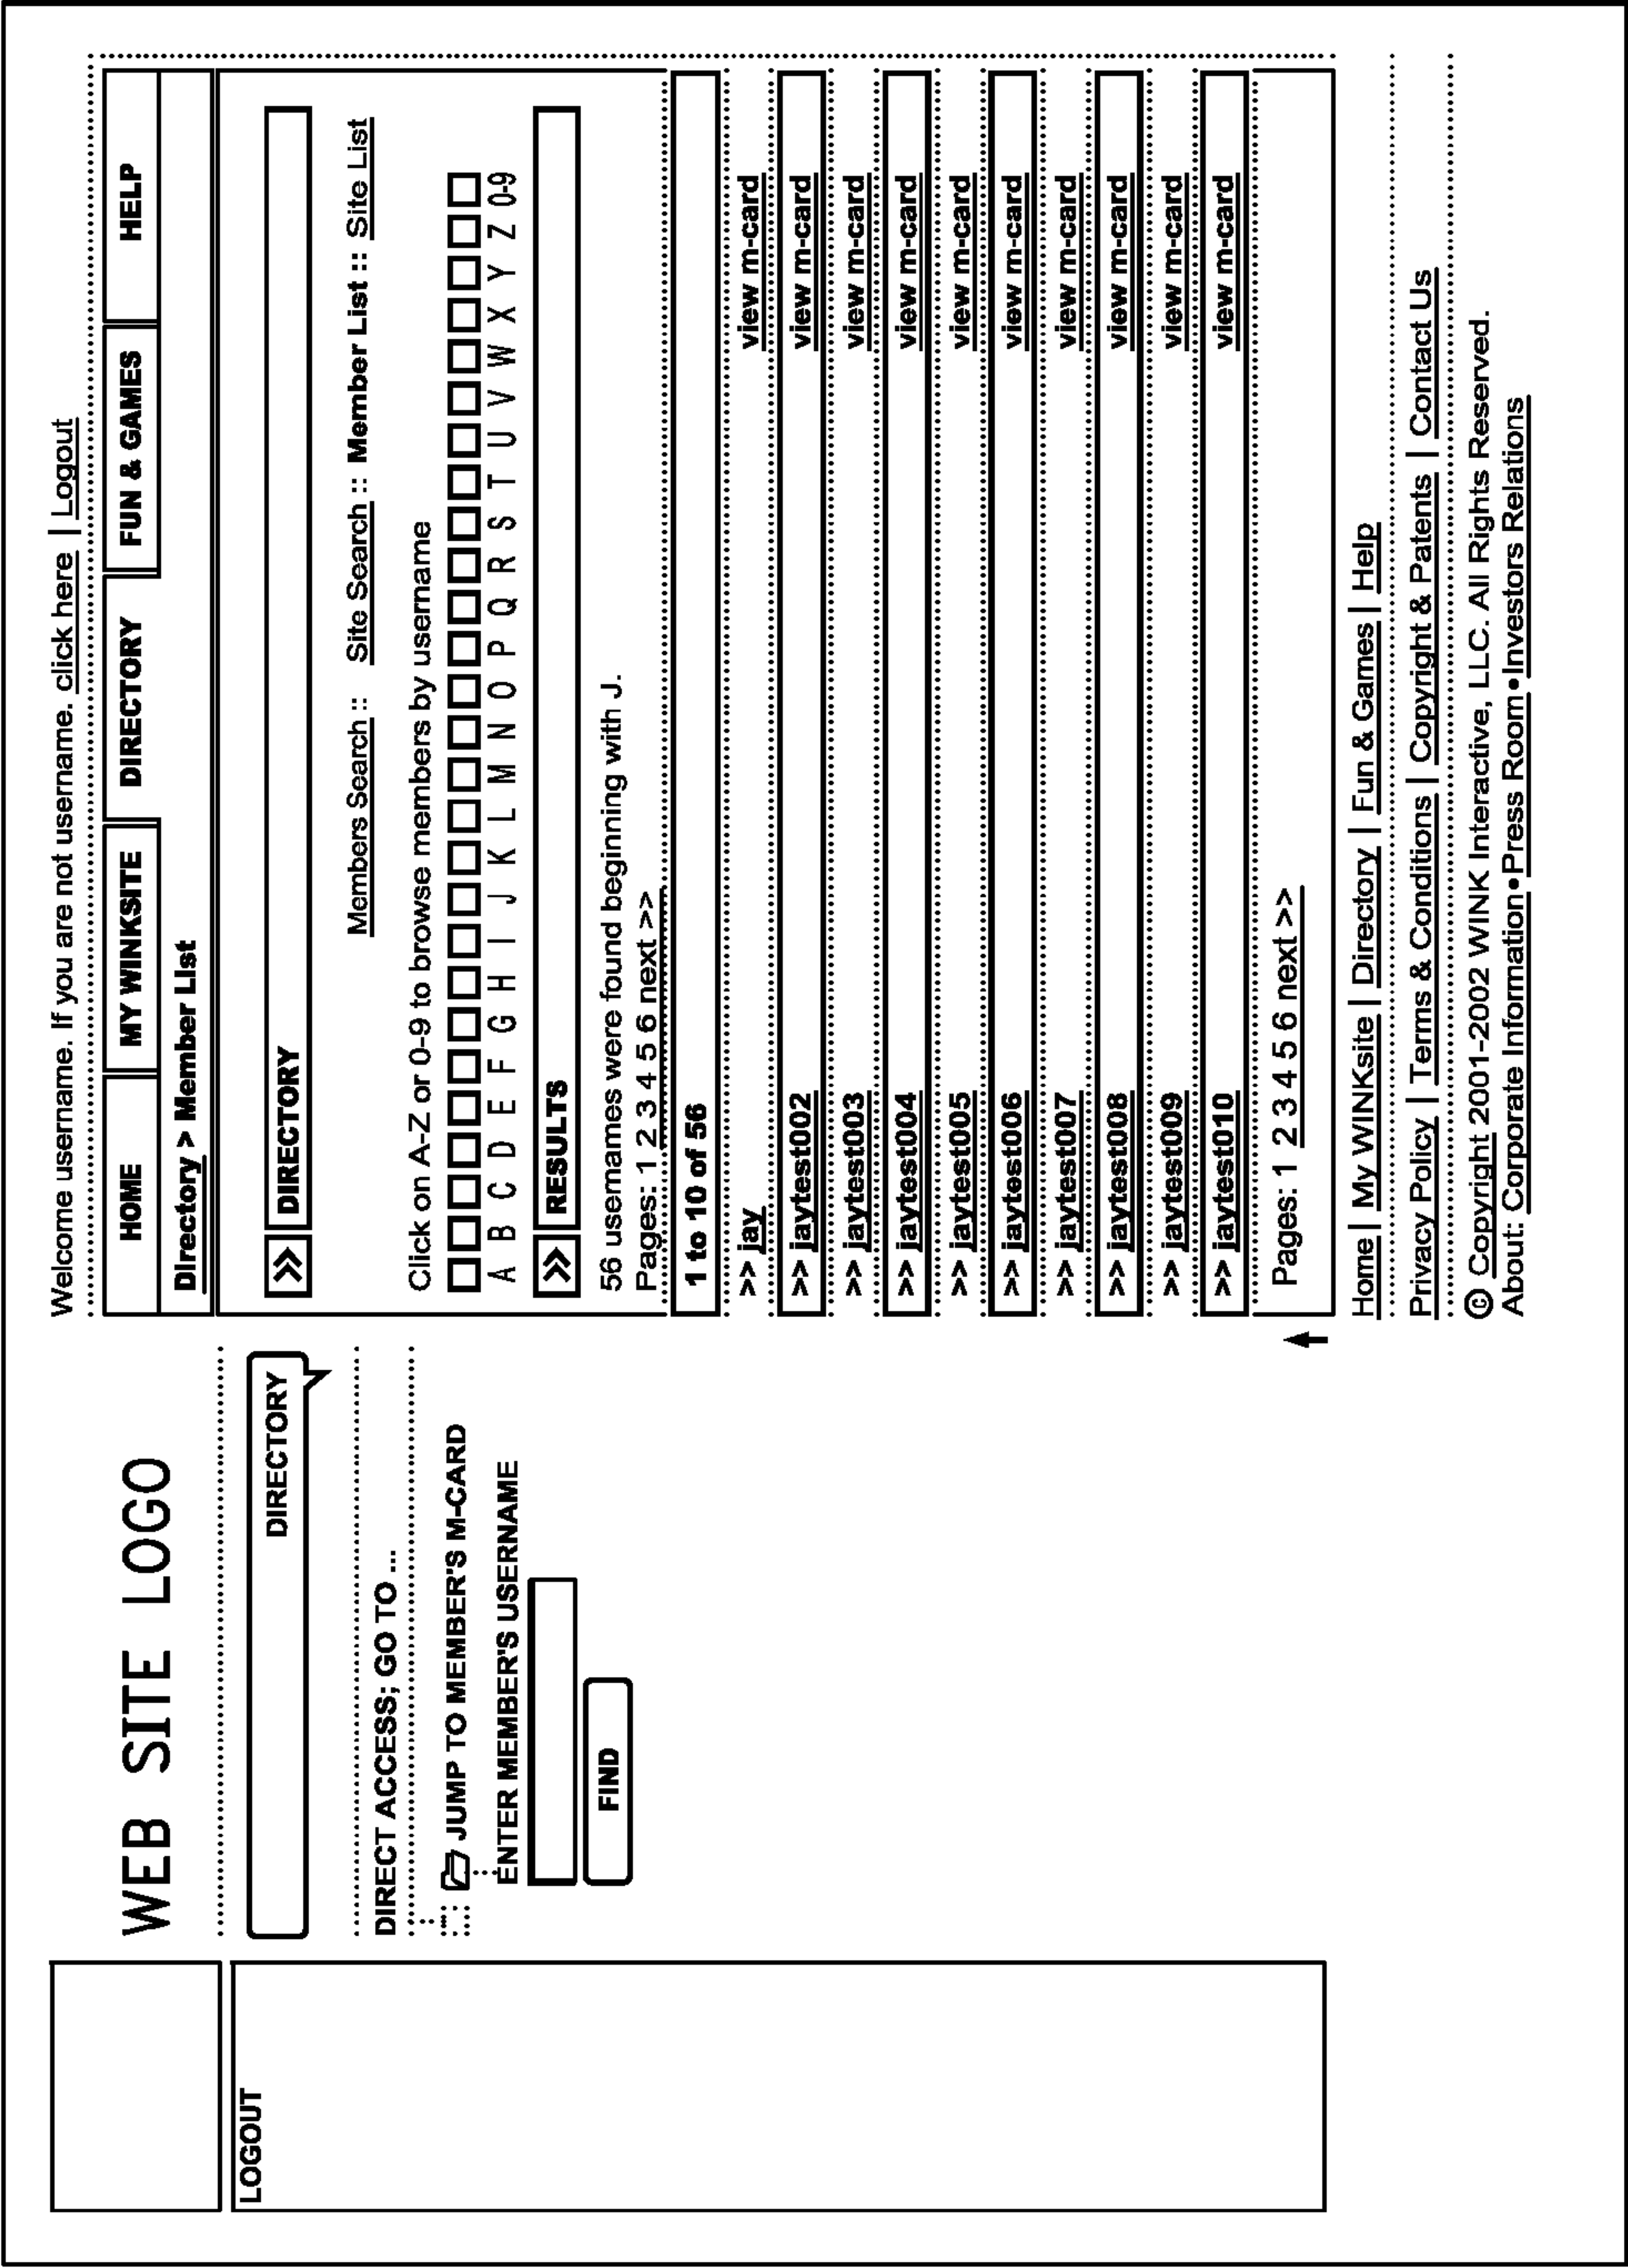 LOGOUT
WEB SITE LOGO
DIRECTORY
DIRECT ACCESS; GO TO ...
JUMP TO MEMBER'S M-CARD
ENTER MEMBER'S USERNAME
FIND
Welcome username. If you are not username. click here | Logout
HOME MY WINKSITE DIRECTORY FUN & GAMES HELP
Directory > Member List
>> DIRECTORY
Members Search :: Site Search :: Member List :: Site List
Click on A-Z or 0-9 to browse members by username
A B C D E F G H I J K L M N O P Q R S T U V W X Y Z 0-9
>> RESULTS
56 usernames were found beginning with J.
Pages: 1 2 3 4 5 6 next >>
1 to 10 of 56
>> jay view m-card
>> jaytest002 view m-card
>> jaytest003 view m-card
>> jaytest004 view m-card
>> jaytest005 view m-card
>> jaytest006 view m-card
>> jaytest007 view m-card
>> jaytest008 view m-card
>> jaytest009 view m-card
>> jaytest010 view m-card
Pages: 1 2 3 4 5 6 next >>
Home | My WINKsite | Directory | Fun & Games | Help
Privacy Policy | Terms & Conditions | Copyright & Patents | Contact Us
© Copyright 2001-2002 WINK Interactive, LLC. All Rights Reserved.
About: Corporate Information•Press Room•Investors Relations